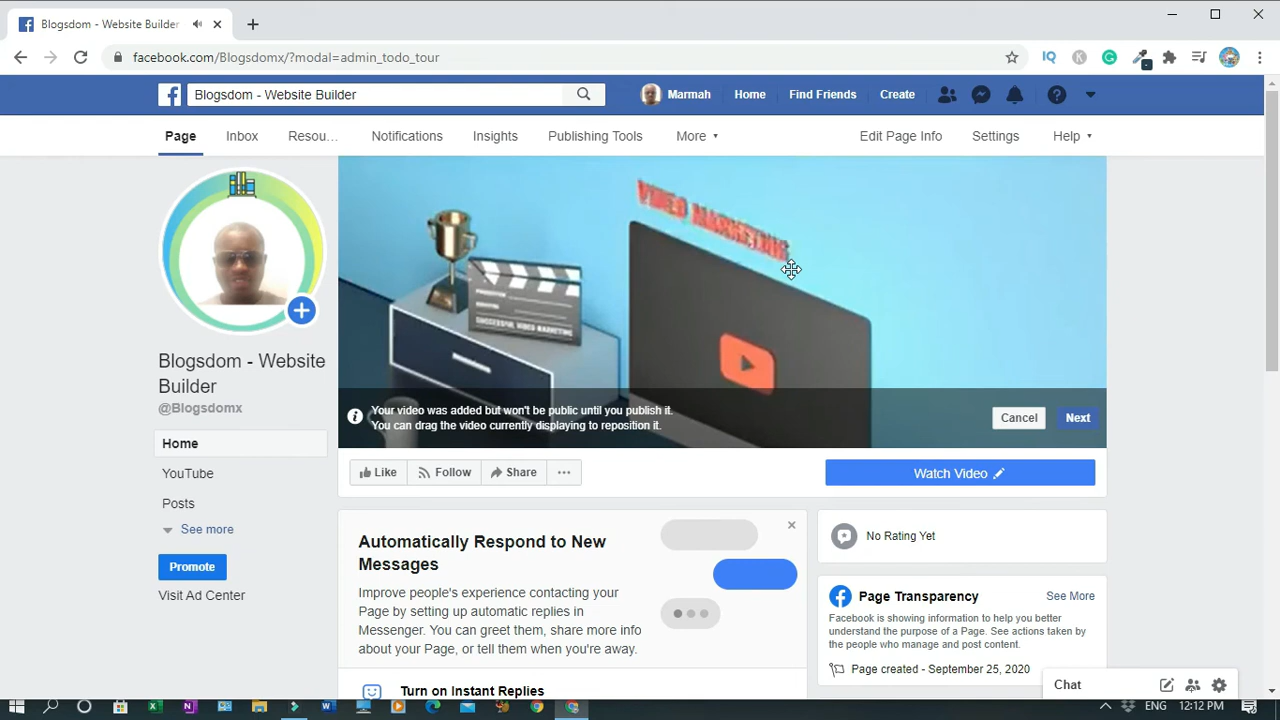 Blogsdom - Website Builder
facebook.com/Blogsdomx/?modal=admin_todo_tour
IQ
K
G
f
Blogsdom - Website Builder
Marmah
Home
Find Friends
Create
Page
Inbox
Resou...
Notifications
Insights
Publishing Tools
More
Edit Page Info
Settings
Help
VIDEO MARKETING
SUCCESSFUL VIDEO MARKETING
Your video was added but won't be public until you publish it.
You can drag the video currently displaying to reposition it.
Cancel
Next
Blogsdom - Website
Builder
@Blogsdomx
Home
YouTube
Posts
See more
Promote
Visit Ad Center
Like
Follow
Share
Watch Video
Automatically Respond to New
Messages
Improve people's experience contacting your
Page by setting up automatic replies in
Messenger. You can greet them, share more info
about your Page, or tell them when you're away.
Turn on Instant Replies
No Rating Yet
Page Transparency
See More
Facebook is showing information to help you better
understand the purpose of a Page. See actions taken by
the people who manage and post content.
Page created - September 25, 2020
Chat
ENG
12:12 PM